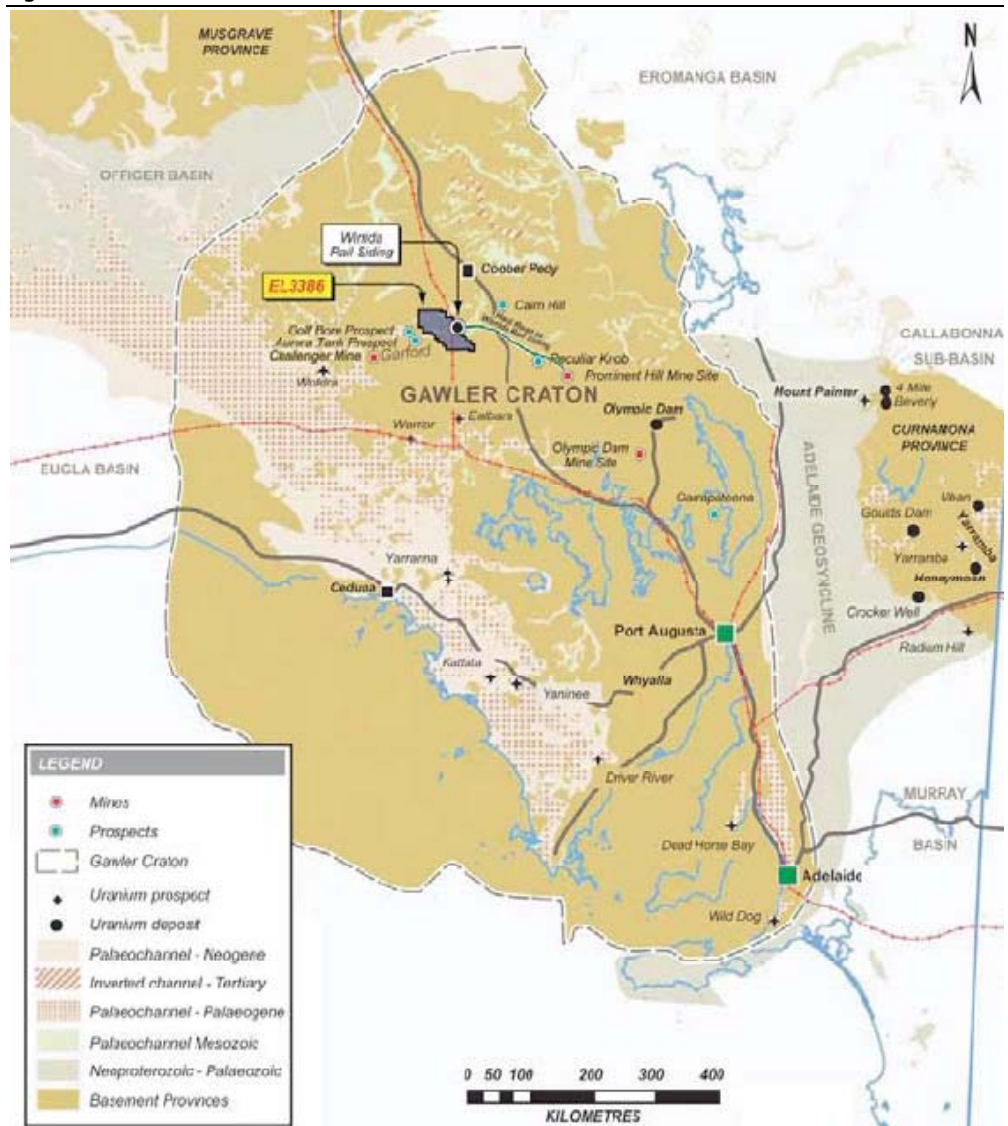 MUSGRAVE
PROVINCE
N
EROMANGA BASIN
OFFICER BASIN
Wirrida
Rail Siding
Coober Pedy
EL3386
Cairn Hill
Golf Bore Prospect
Aurora Tank Prospect
Challenger Mine
Garford
Peculiar Knob
Prominent Hill Mine Site
CALLABONNA
SUB-BASIN
GAWLER CRATON
Mount Painter
4 Mile
Bevery
Ealbara
Olympic Dam
Warrior
CURNAMONA
PROVINCE
Olympic Dam
Mine Site
EUCLA BASIN
ADELAIDE GEOSYNCLINE
Goulds Dam
Yarramba
Yarramba
Honeymoon
Yarranna
Ceduna
Crocker Well
Port Augusta
Radium Hill
Whyalla
Yaninee
Driver River
LEGEND
Mines
Prospects
Gawler Craton
Uranium prospect
Uranium deposit
Palaeochannel - Neogene
Inverted channel - Tertiary
Palaeochannel - Palaeogene
Palaeochannel Mesozoic
Neoproterozoic - Palaeozoic
Basement Provinces
MURRAY
BASIN
Dead Horse Bay
Adelaide
Wild Dog
0 50 100 200 300 400
KILOMETRES